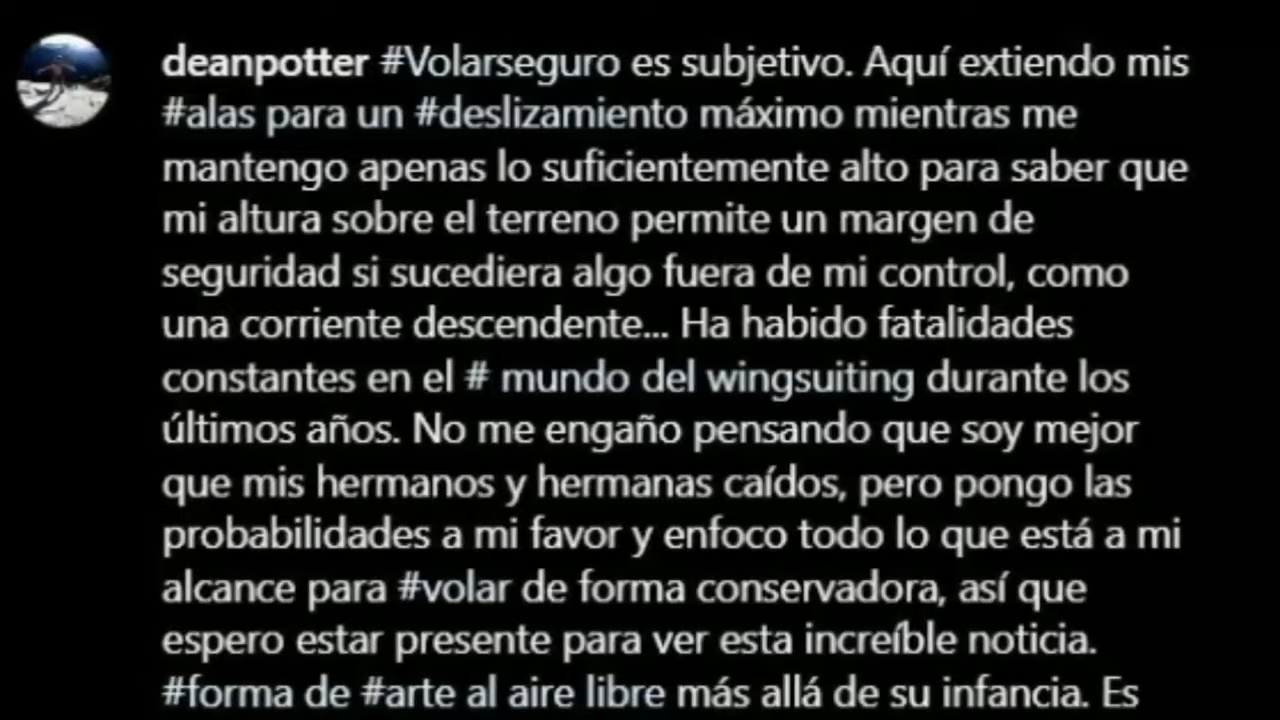 deanpotter #Volarseguro es subjetivo. Aquí extiendo mis
#alas para un #deslizamiento máximo mientras me
mantengo apenas lo suficientemente alto para saber que
mi altura sobre el terreno permite un margen de
seguridad si sucediera algo fuera de mi control, como
una corriente descendente... Ha habido fatalidades
constantes en el # mundo del wingsuiting durante los
últimos años. No me engaño pensando que soy mejor
que mis hermanos y hermanas caídos, pero pongo las
probabilidades a mi favor y enfoco todo lo que está a mi
alcance para #volar de forma conservadora, así que
espero estar presente para ver esta increíble noticia.
#forma de #arte al aire libre más allá de su infancia. Es